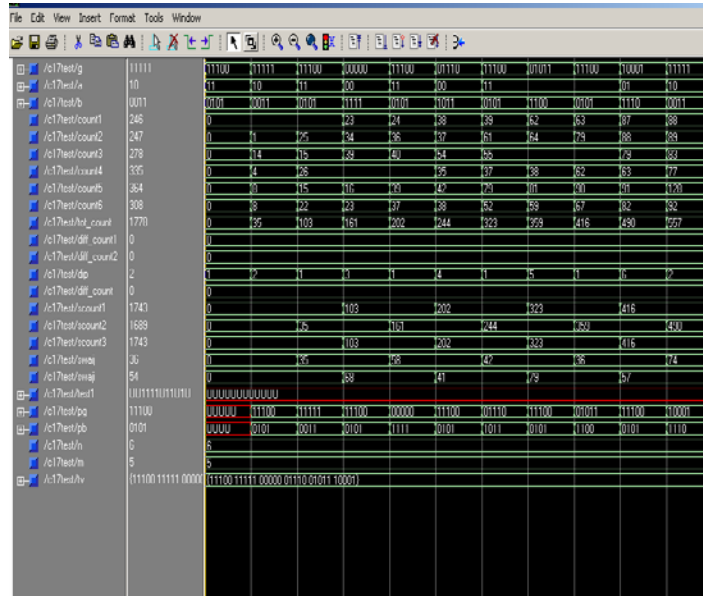 File Edit View Insert Format Tools Window
/c17test/g 11111 11100 11111 11100 00000 11100 01110 11100 01011 11100 10001 11111
/c17test/a 10 11 10 11 00 11 00 11 01 10
/c17test/b 0011 0101 0011 0101 1111 0101 1011 0101 1100 0101 1110 0011
/c17test/count1 246 0 23 24 38 39 62 63 87 88
/c17test/count2 247 0 1 25 34 36 37 61 64 79 88 89
/c17test/count3 278 0 14 15 39 40 54 55 79 83
/c17test/count4 335 0 4 26 35 37 38 62 63 77
/c17test/count5 364 0 15 16 39 42 79 90 91 120
/c17test/count6 308 0 8 22 23 37 38 52 59 67 82 92
/c17test/tot_count 1770 0 35 103 161 202 244 323 359 416 490 557
/c17test/diff_count1 0 0
/c17test/diff_count2 0 0
/c17test/dip 2 1 2 1 3 1 4 1 5 1 6 2
/c17test/diff_count 0 0
/c17test/scount1 1743 0 103 202 323 416
/c17test/scount2 1689 0 35 161 244 359 490
/c17test/scount3 1743 0 103 202 323 416
/c17test/swaij 36 0 35 58 42 36 74
/c17test/swaji 54 0 68 41 79 57
/c17test/test1 UUUUUUUUUUUU
/c17test/pg 11100 UUUUU 11100 11111 11100 00000 11100 01110 11100 01011 11100 10001
/c17test/pb 0101 UUUU 0101 0011 0101 1111 0101 1011 0101 1100 0101 1110
/c17test/n 6 6
/c17test/m 5 5
/c17test/tv {11100 11111 00000 {11100 11111 00000 01110 01011 10001}